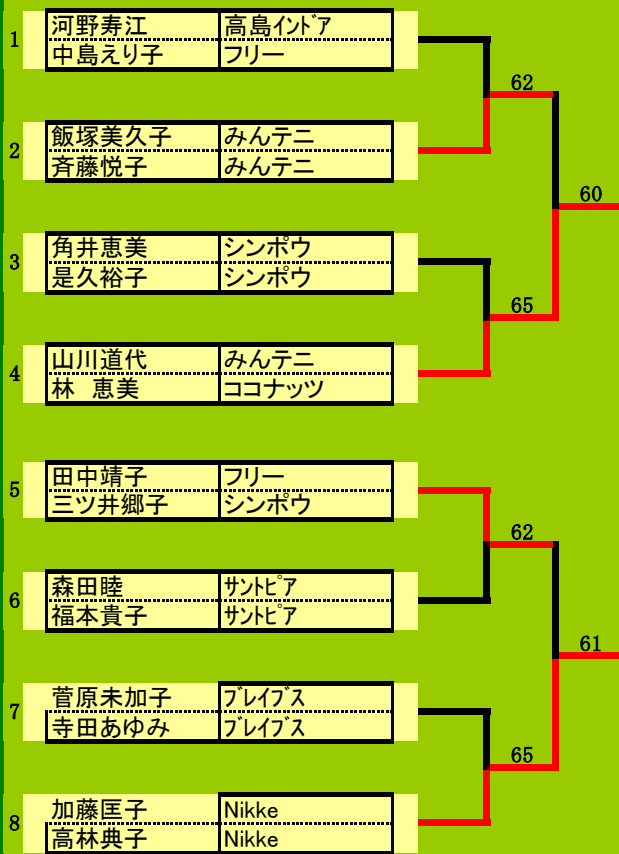 1 河野寿江 高島インドア
中島えり子 フリー
62
2 飯塚美久子 みんテニ
斉藤悦子 みんテニ
60
3 角井恵美 シンポウ
是久裕子 シンポウ
65
4 山川道代 みんテニ
林 恵美 ココナッツ
5 田中靖子 フリー
三ツ井郷子 シンポウ
62
6 森田睦 サントピア
福本貴子 サントピア
61
7 菅原未加子 ブレイブス
寺田あゆみ ブレイブス
65
8 加藤匡子 Nikke
高林典子 Nikke